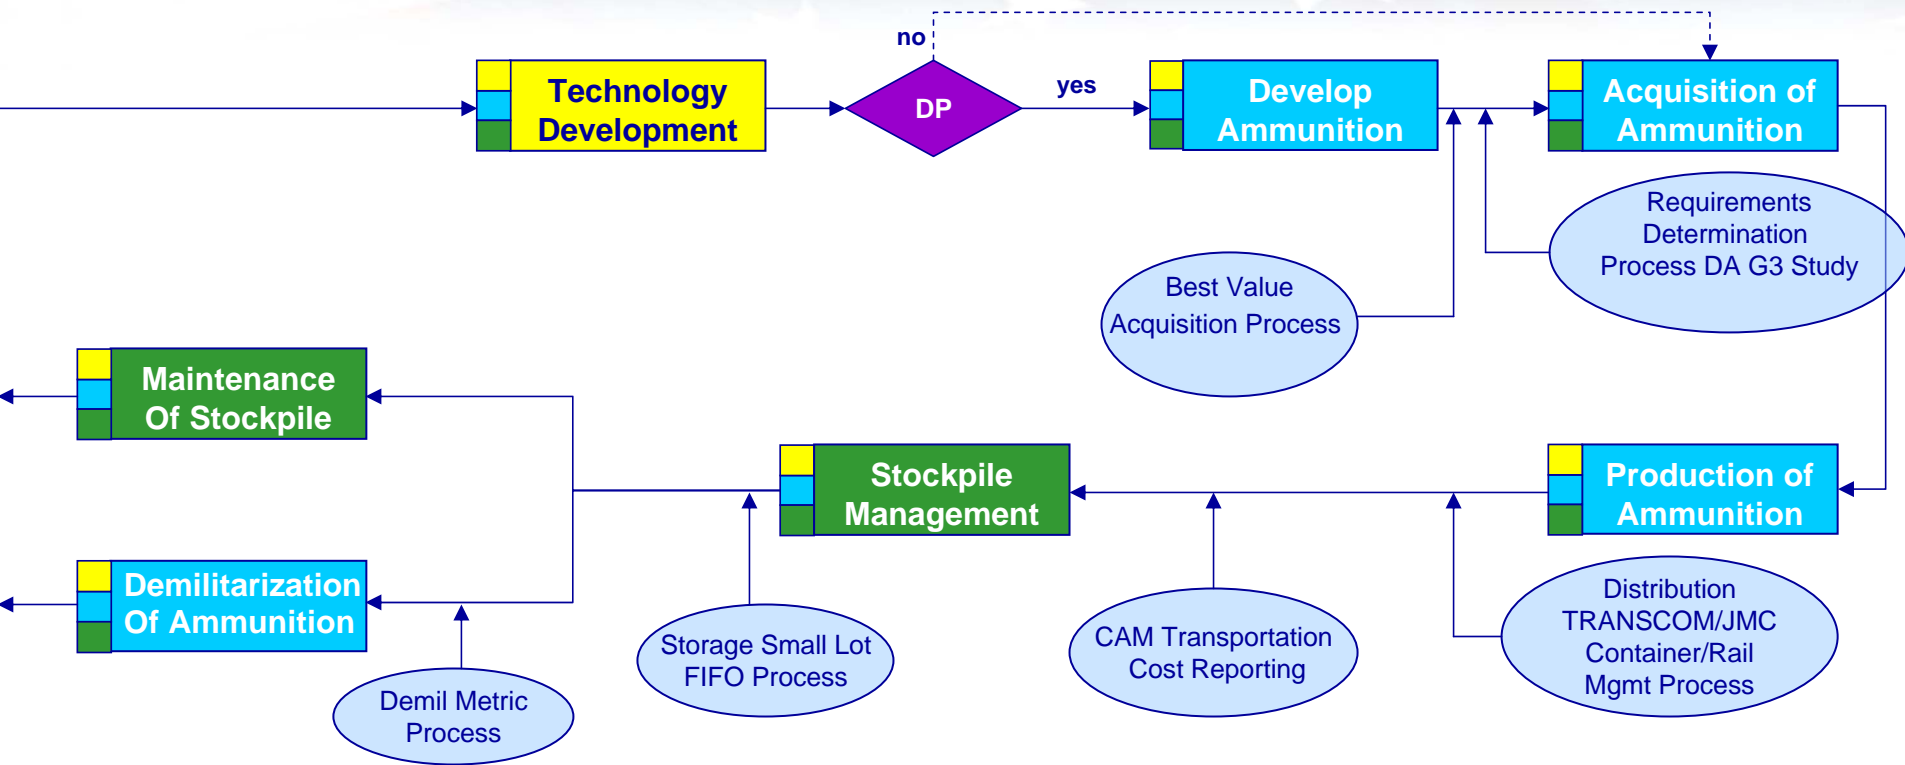 no
Technology
Development
DP
yes
Develop
Ammunition
Acquisition of
Ammunition
Requirements
Determination
Process DA G3 Study
Best Value
Acquisition Process
Maintenance
Of Stockpile
Stockpile
Management
Production of
Ammunition
Demilitarization
Of Ammunition
Demil Metric
Process
Storage Small Lot
FIFO Process
CAM Transportation
Cost Reporting
Distribution
TRANSCOM/JMC
Container/Rail
Mgmt Process